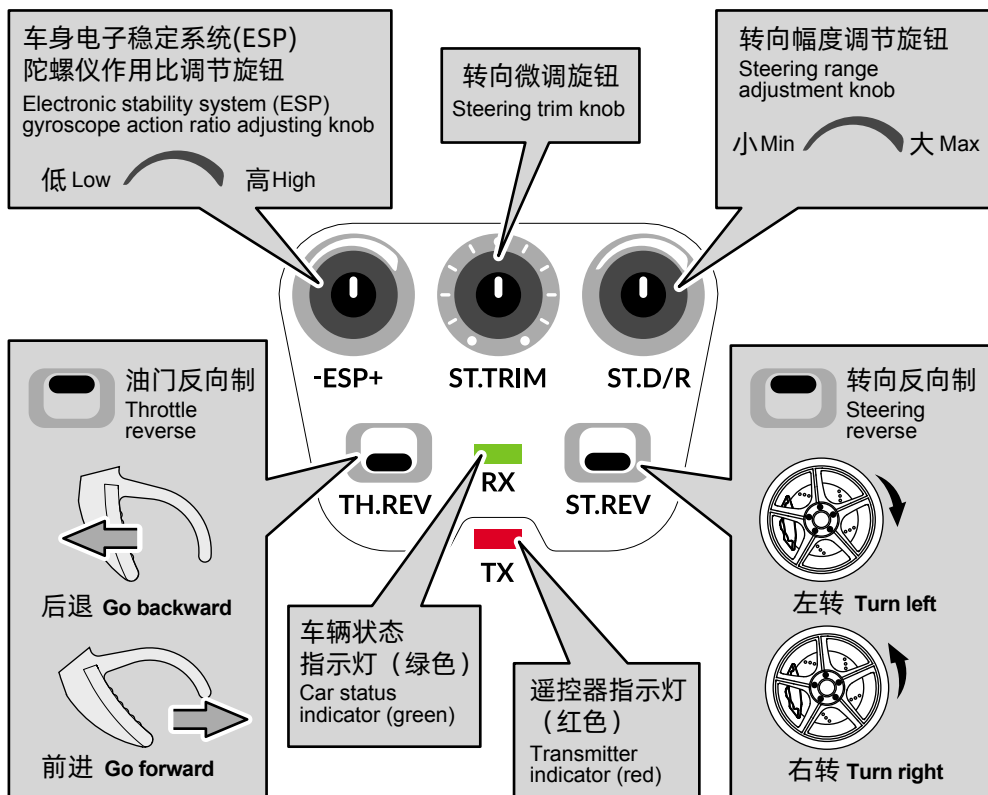 车身电子稳定系统(ESP)
陀螺仪作用比调节旋钮
Electronic stability system (ESP)
gyroscope action ratio adjusting knob
低 Low 高 High
转向微调旋钮
Steering trim knob
转向幅度调节旋钮
Steering range
adjustment knob
小 Min 大 Max
-ESP+
ST.TRIM
ST.D/R
油门反向制
Throttle
reverse
后退 Go backward
前进 Go forward
TH.REV
RX
ST.REV
TX
车辆状态
指示灯（绿色）
Car status
indicator (green)
遥控器指示灯
（红色）
Transmitter
indicator (red)
转向反向制
Steering
reverse
左转 Turn left
右转 Turn right